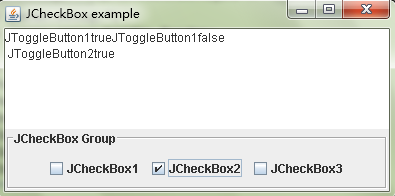 JCheckBox example
JToggleButton1trueJToggleButton1false
JToggleButton2true
JCheckBox Group
JCheckBox1 JCheckBox2 JCheckBox3